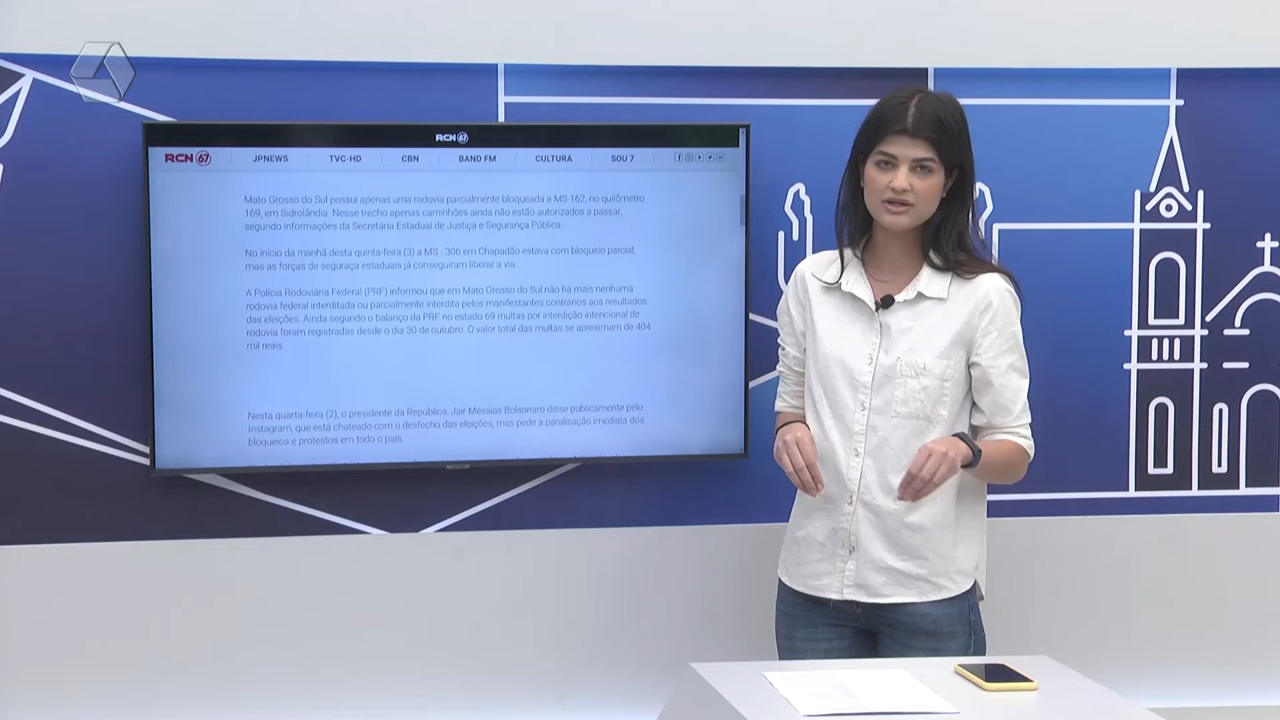 RCN 67
RCN 67 JPNEWS TVC-HD CBN BAND FM CULTURA SOU 7
Mato Grosso do Sul possui apenas uma rodovia parcialmente bloqueada a MS-162, no quilômetro
169, em Sidrolândia. Nesse trecho apenas caminhões ainda não estão autorizados a passar,
segundo informações da Secretária Estadual de Justiça e Segurança Pública.
No início da manhã desta quinta-feira (3) a MS - 306 em Chapadão estava com bloqueio parcial,
mas as forças de seguraça estaduais já conseguiram liberar a via.
A Polícia Rodoviária Federal (PRF) informou que em Mato Grosso do Sul não há mais nenhuma
rodovia federal interditada ou parcialmente interdita pelos manifestantes contrários aos resultados
das eleições. Ainda segundo o balanço da PRF no estado 69 multas por interdição intencional de
rodovia foram registradas desde o dia 30 de outubro. O valor total das multas se aproximam de 404
mil reais.
Nesta quarta-feira (2), o presidente da República, Jair Messias Bolsonaro disse publicamente pelo
Instagram, que está chateado com o desfecho das eleições, mas pede a paralisação imediata dos
bloqueios e protestos em todo o país.